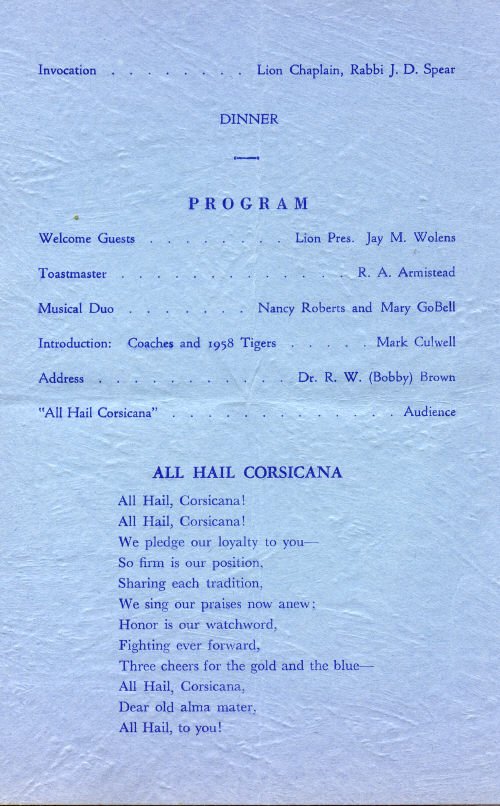 Invocation . . . . . . . . Lion Chaplain, Rabbi J. D. Spear
DINNER
PROGRAM
Welcome Guests . . . . . . . . Lion Pres. Jay M. Wolens
Toastmaster . . . . . . . . . . . . . R. A. Armistead
Musical Duo . . . . . . . Nancy Roberts and Mary GoBell
Introduction: Coaches and 1958 Tigers . . . . . Mark Culwell
Address . . . . . . . . . . . Dr. R. W. (Bobby) Brown
"All Hail Corsicana" . . . . . . . . . . . . . Audience
ALL HAIL CORSICANA
All Hail, Corsicana!
All Hail, Corsicana!
We pledge our loyalty to you—
So firm is our position,
Sharing each tradition,
We sing our praises now anew;
Honor is our watchword,
Fighting ever forward,
Three cheers for the gold and the blue—
All Hail, Corsicana,
Dear old alma mater,
All Hail, to you!